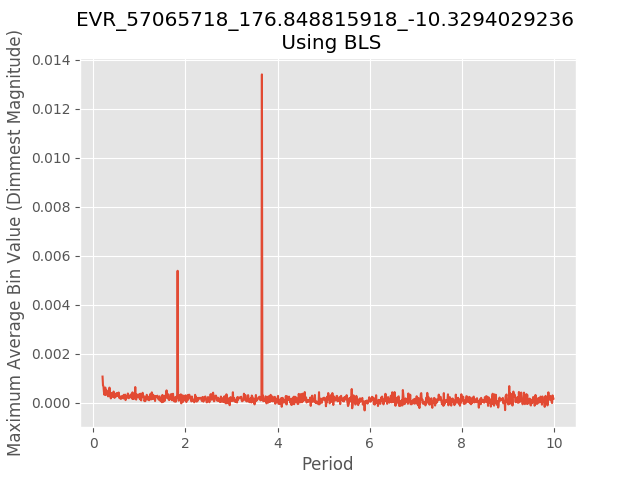 EVR_57065718_176.848815918_-10.3294029236
Using BLS
Maximum Average Bin Value (Dimmest Magnitude)
0.014
0.012
0.010
0.008
0.006
0.004
0.002
0.000
0 2 4 6 8 10
Period